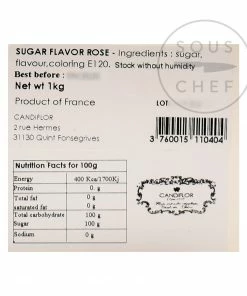 SOUS
CHEF
SUGAR FLAVOR ROSE - Ingredients : sugar,
flavour,coloring E120. Stock without humidity
Best before :
Net wt 1kg
Product of France
LOT
CANDIFLOR
2 rue Hermes
31130 Quint Fonsegrives
3 760015 110404
Nutrition Facts for 100g
Energy 400 Kca/1700Kj
Protein 0 g
Total fat 0 g
saturated fat 0 g
Total carbohydrate 100 g
Sugar 100 g
Sodium 0 g
CANDIFLOR